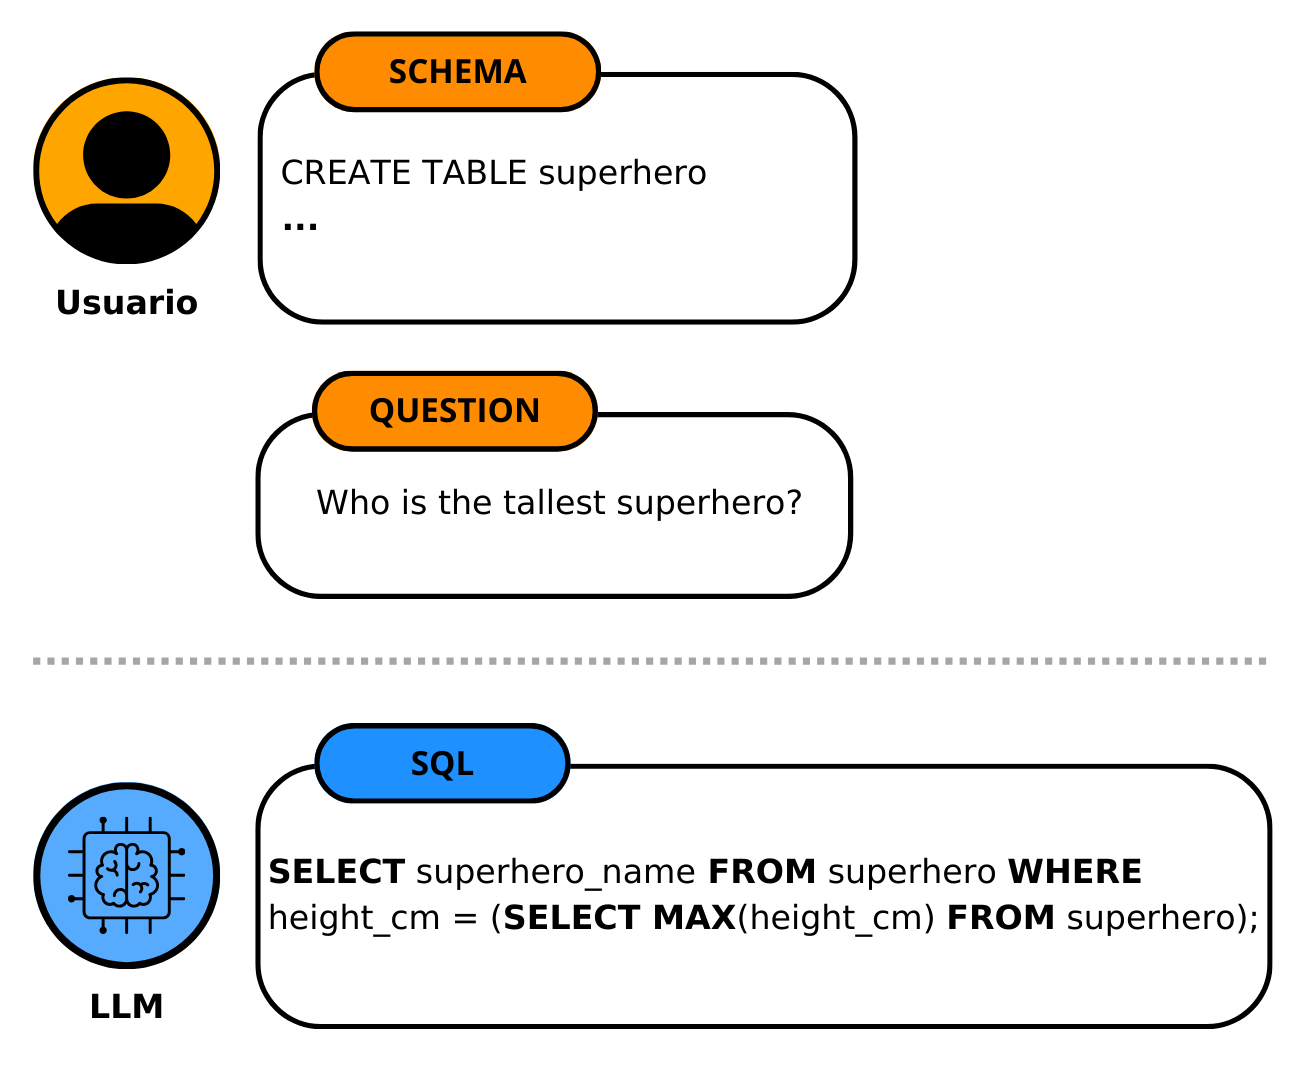 SCHEMA
CREATE TABLE superhero
...
Usuario
QUESTION
Who is the tallest superhero?
SQL
SELECT superhero_name FROM superhero WHERE
height_cm = (SELECT MAX(height_cm) FROM superhero);
LLM